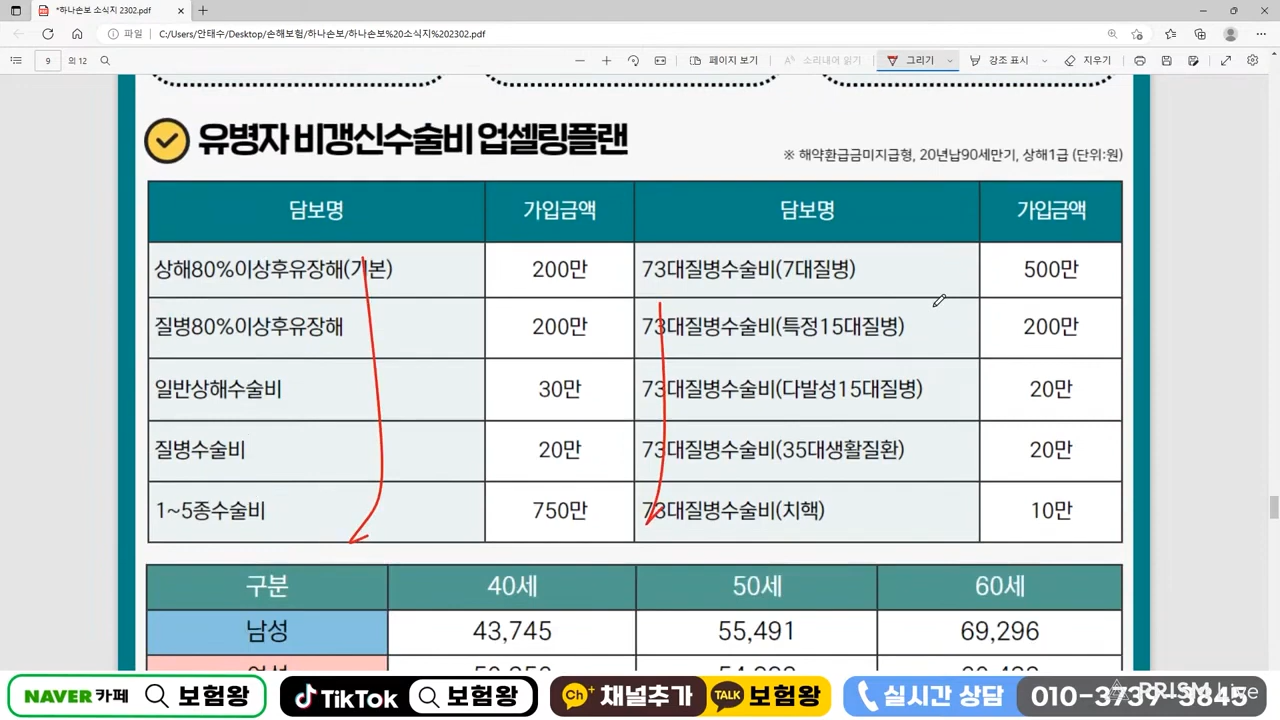 *하나손보 소식지 2302.pdf
파일 C:/Users/안태수/Desktop/손해보험/하나손보/하나손보%20소식지%202302.pdf
9 의 12 페이지 보기 소리내어 읽기 그리기 강조 표시 지우기
유병자 비갱신수술비 업셀링플랜
※ 해약환급금미지급형, 20년납90세만기, 상해1급 (단위:원)
담보명 가입금액 담보명 가입금액
상해80%이상후유장해(기본) 200만 73대질병수술비(7대질병) 500만
질병80%이상후유장해 200만 73대질병수술비(특정15대질병) 200만
일반상해수술비 30만 73대질병수술비(다발성15대질병) 20만
질병수술비 20만 73대질병수술비(35대생활질환) 20만
1~5종수술비 750만 73대질병수술비(치핵) 10만
구분 40세 50세 60세
남성 43,745 55,491 69,296
NAVER 카페 보험왕 TikTok 보험왕 Ch+ 채널추가 TALK 보험왕 실시간 상담 010-3739-3845
PRISM Live